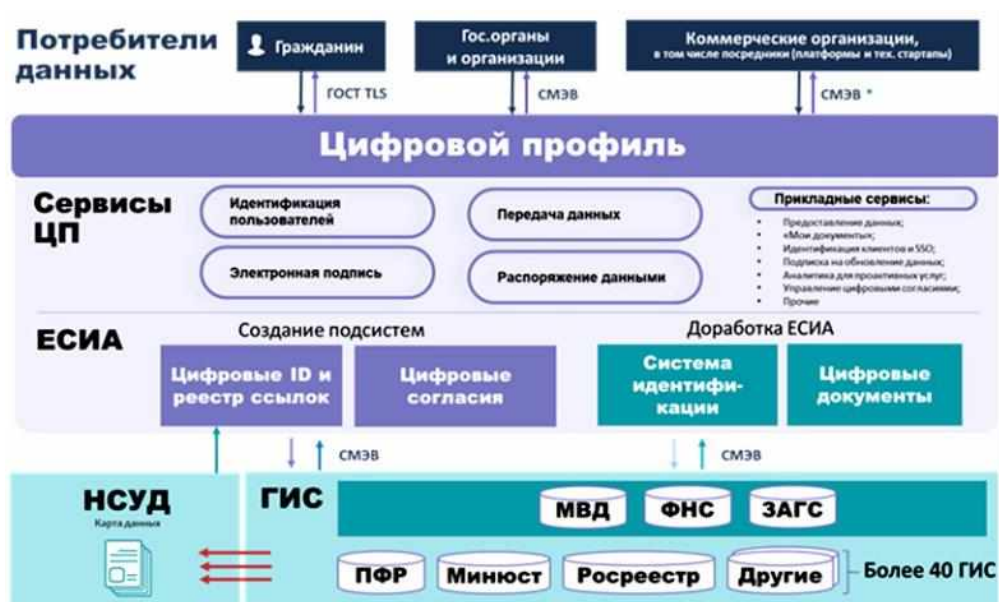 Потребители
данных
Гражданин
Гос.органы
и организации
Коммерческие организации,
в том числе посредники (платформы и тех. стартапы)
ГОСТ TLS
СМЭВ
СМЭВ *
Цифровой профиль
Сервисы
ЦП
Идентификация
пользователей
Передача данных
Электронная подпись
Распоряжение данными
Прикладные сервисы:
• Предоставление данных;
• «Мои документы»;
• Идентификация клиентов и SSO;
• Подписка на обновление данных;
• Аналитика для проактивных услуг;
• Управление цифровыми согласиями;
• Прочие
ЕСИА
Создание подсистем
Доработка ЕСИА
Цифровые ID и
реестр ссылок
Цифровые
согласия
Система
идентифи-
кации
Цифровые
документы
СМЭВ
СМЭВ
НСУД
Карта данных
ГИС
МВД
ФНС
ЗАГС
ПФР
Минюст
Росреестр
Другие
Более 40 ГИС